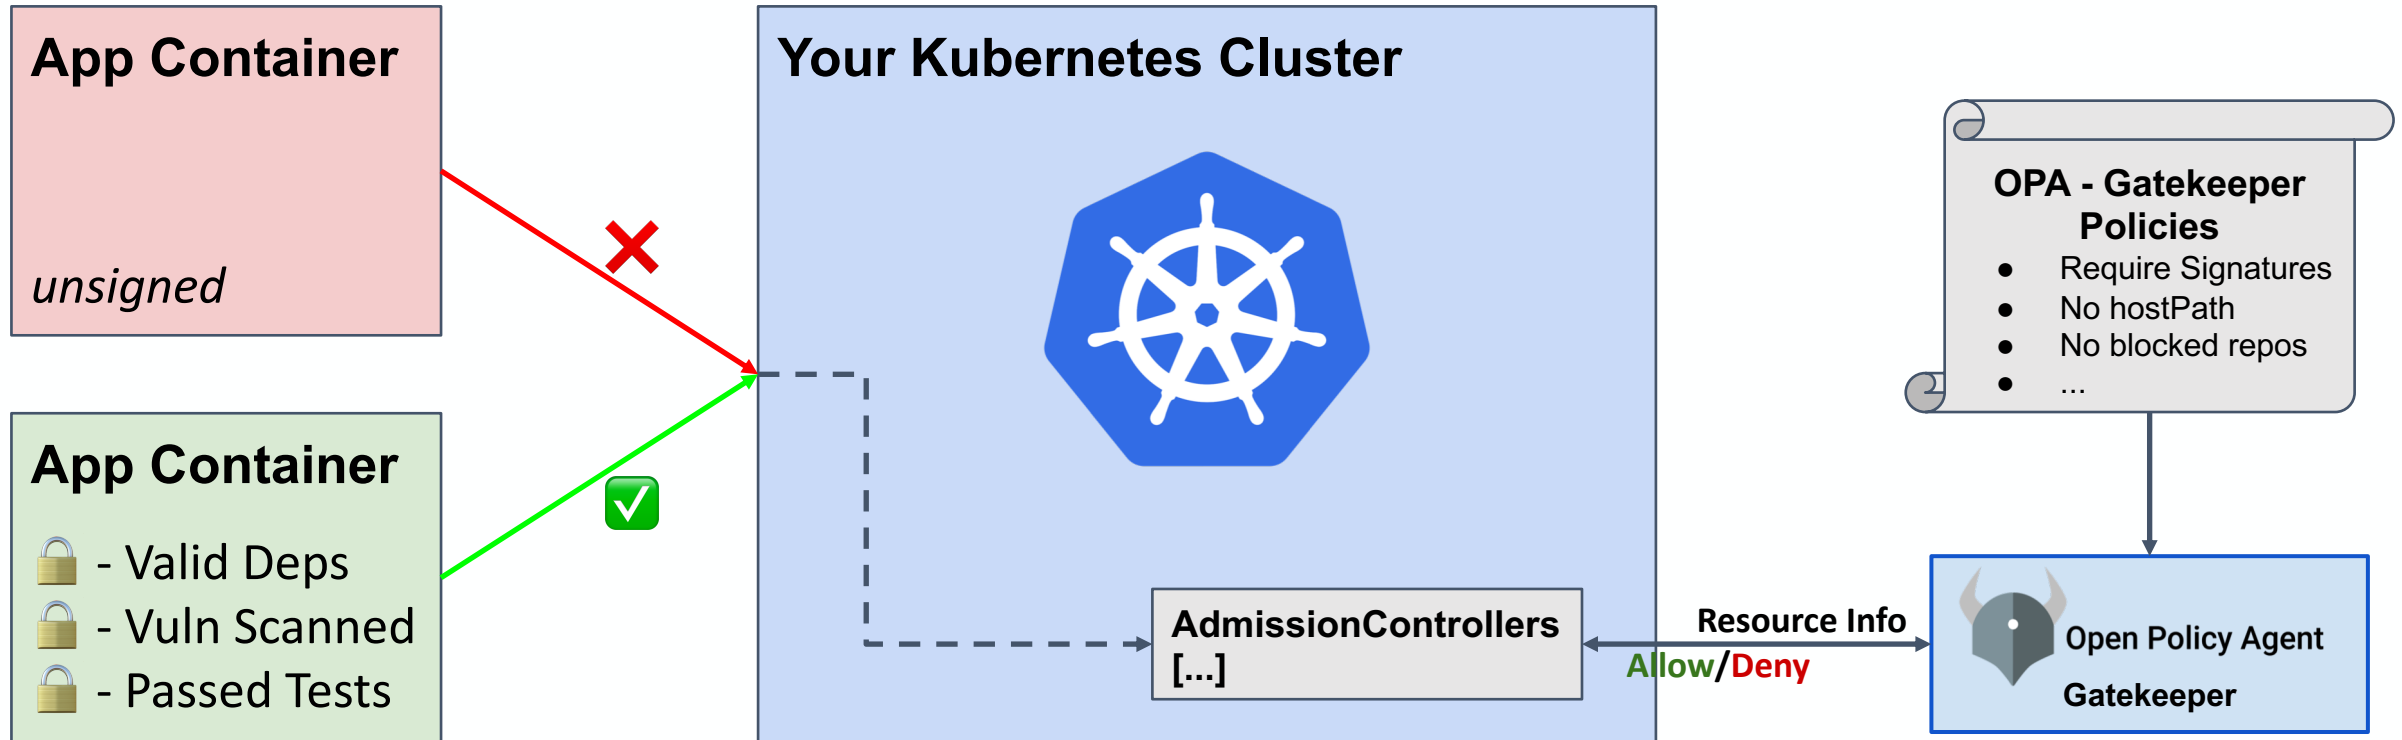 App Container
unsigned
App Container
- Valid Deps
- Vuln Scanned
- Passed Tests
Your Kubernetes Cluster
AdmissionControllers
[...]
Resource Info
Allow/Deny
OPA - Gatekeeper
Policies
● Require Signatures
● No hostPath
● No blocked repos
● ...
Open Policy Agent
Gatekeeper